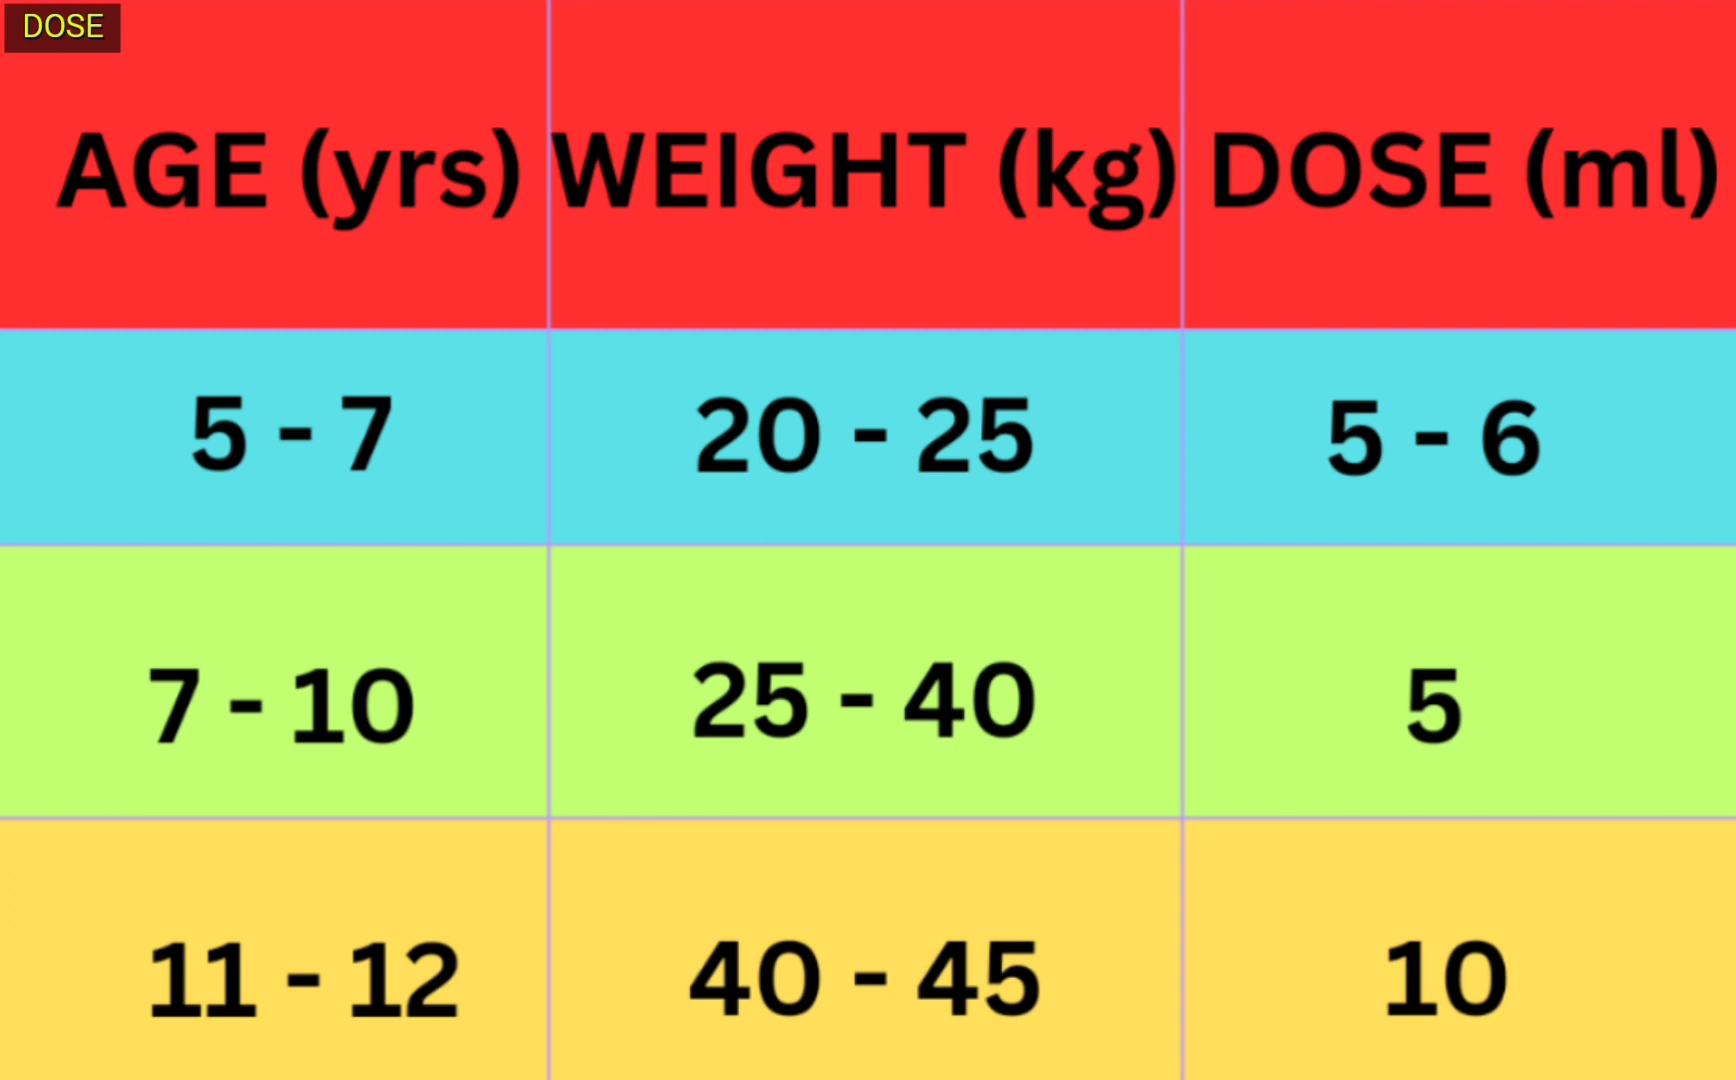 DOSE
AGE (yrs) WEIGHT (kg) DOSE (ml)
5 - 7 20 - 25 5 - 6
7 - 10 25 - 40 5
11 - 12 40 - 45 10